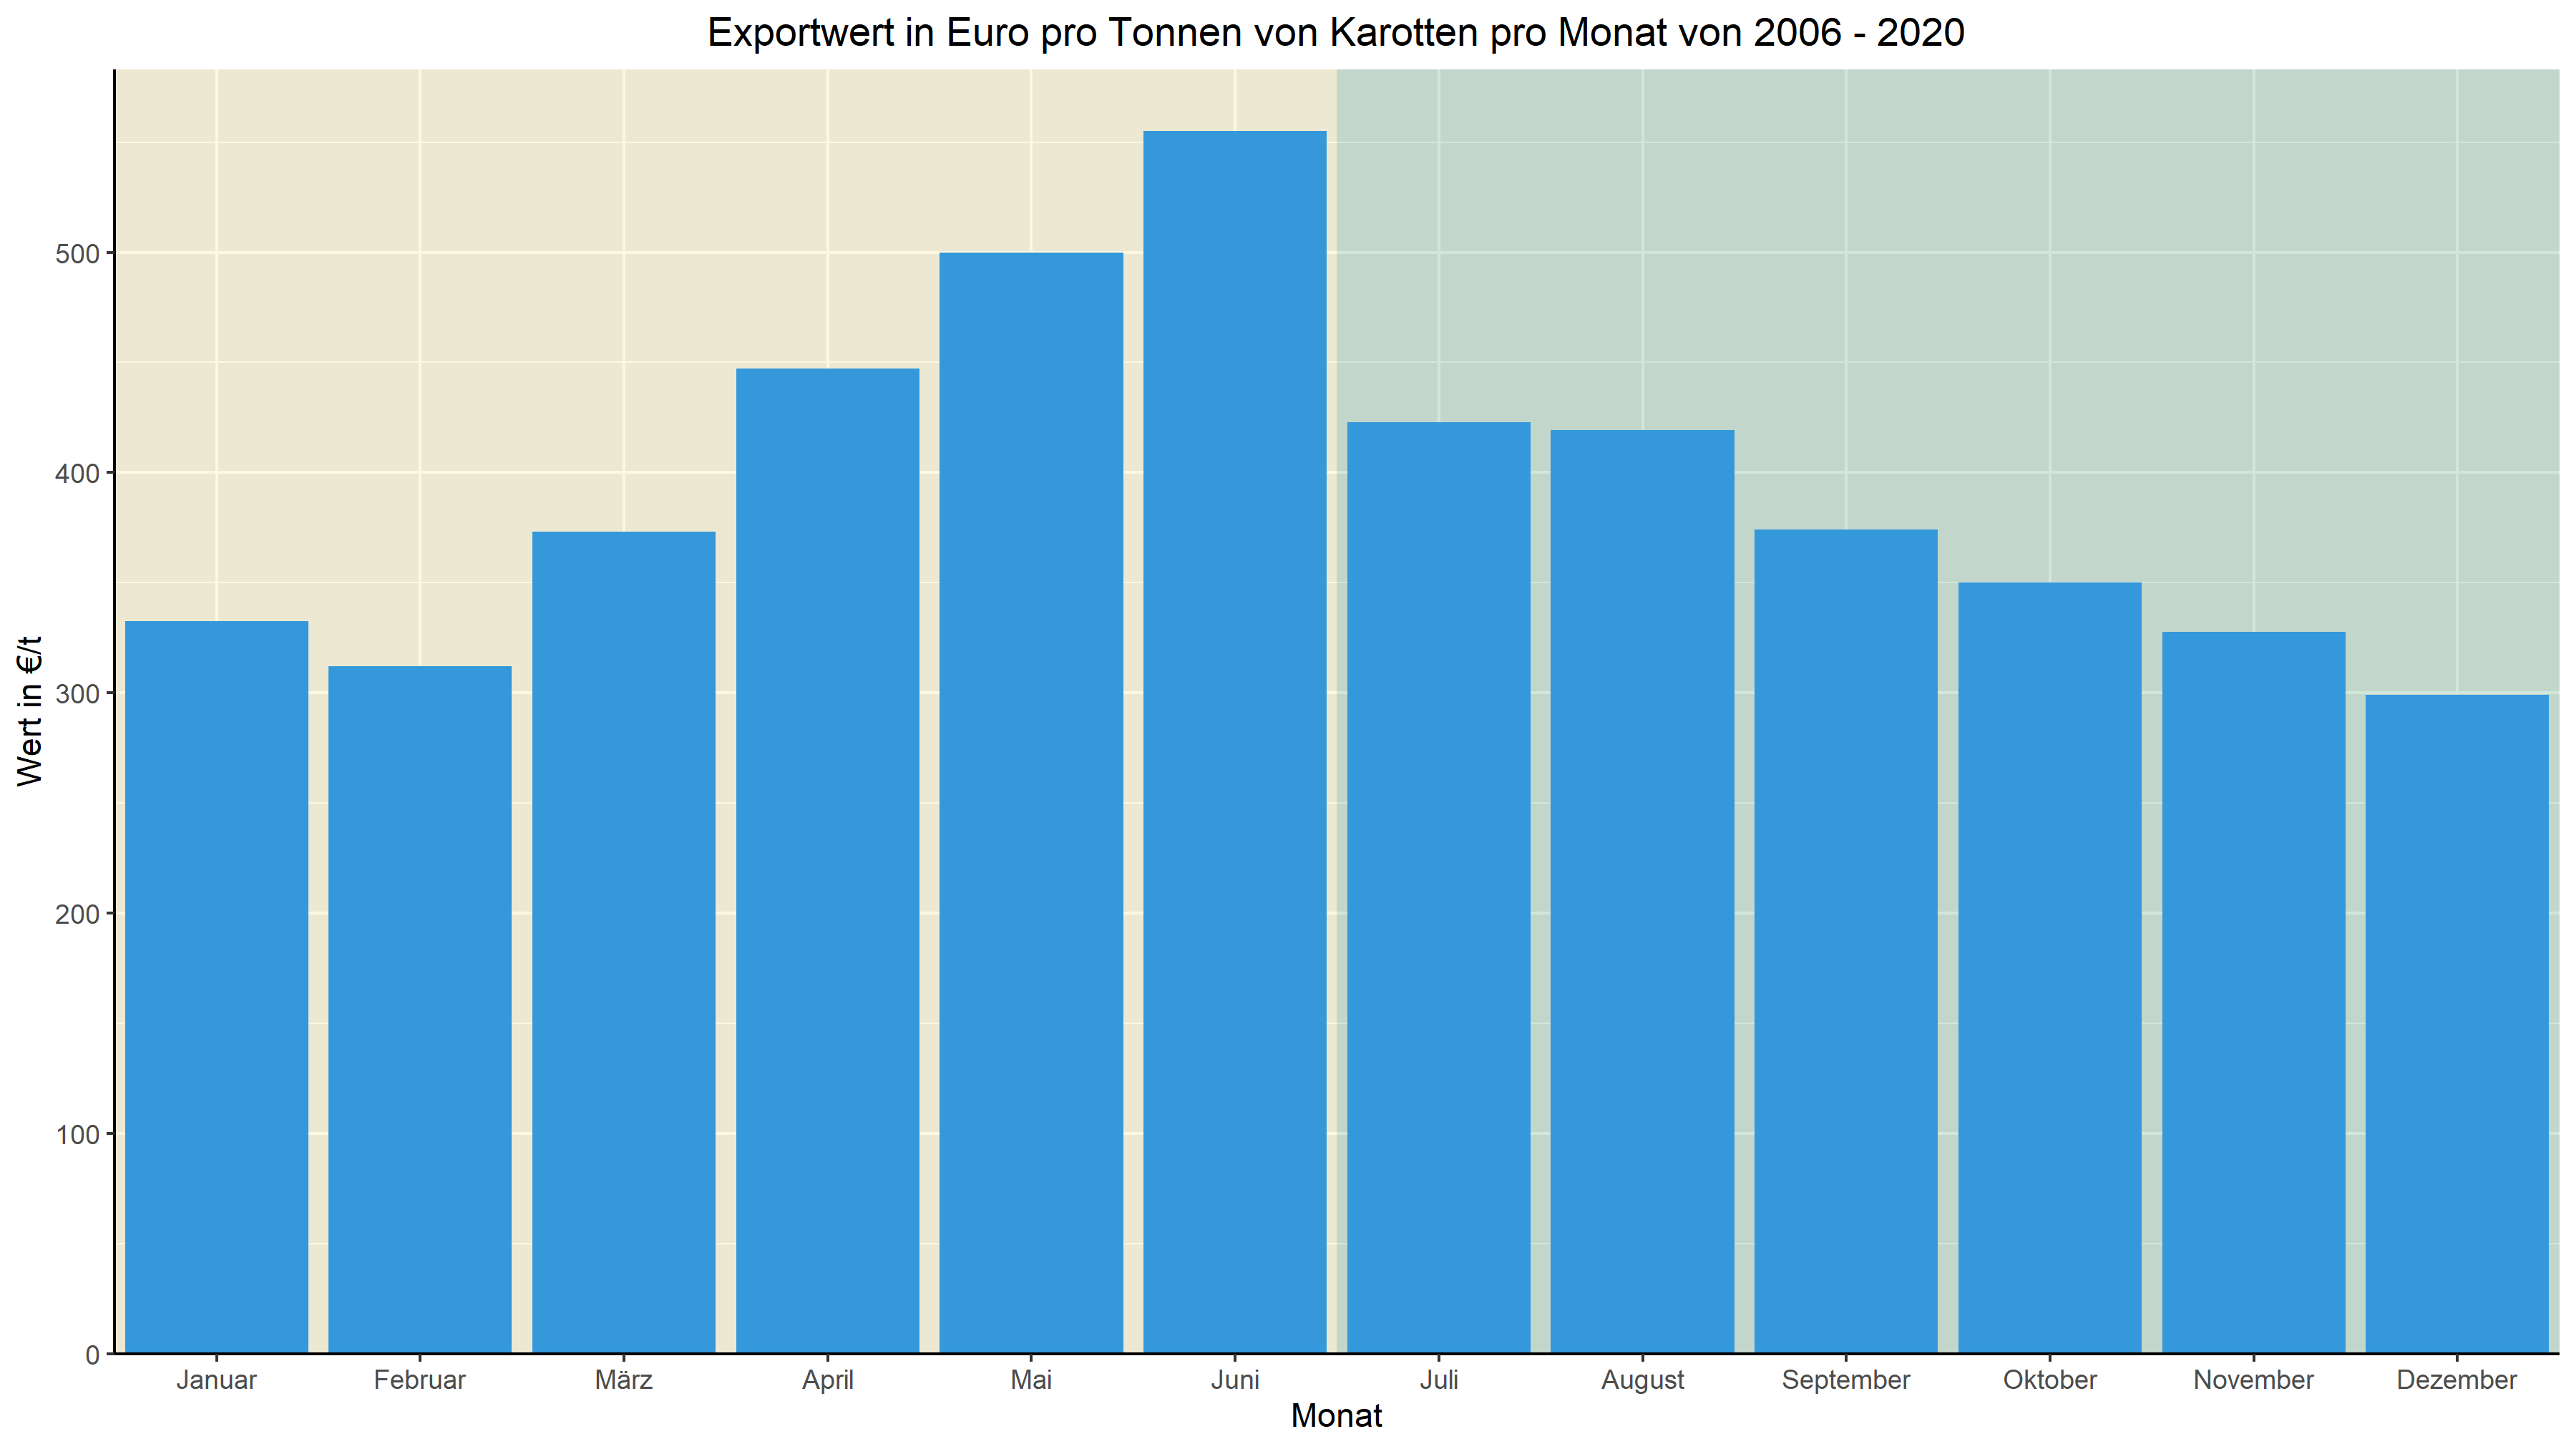 Exportwert in Euro pro Tonnen von Karotten pro Monat von 2006 - 2020
Wert in €/t
500
400
300
200
100
0
Januar Februar März April Mai Juni Juli August September Oktober November Dezember
Monat